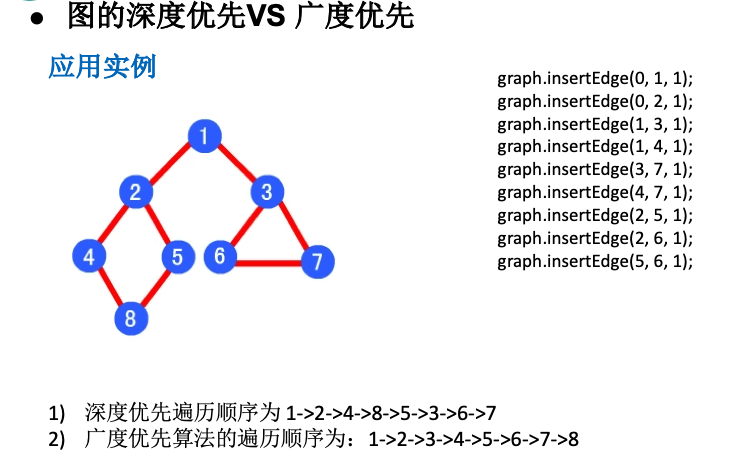 • 图的深度优先VS 广度优先
应用实例
graph.insertEdge(0, 1, 1);
graph.insertEdge(0, 2, 1);
graph.insertEdge(1, 3, 1);
graph.insertEdge(1, 4, 1);
graph.insertEdge(3, 7, 1);
graph.insertEdge(4, 7, 1);
graph.insertEdge(2, 5, 1);
graph.insertEdge(2, 6, 1);
graph.insertEdge(5, 6, 1);
1
2 3
4 5 6 7
8
1) 深度优先遍历顺序为 1->2->4->8->5->3->6->7
2) 广度优先算法的遍历顺序为：1->2->3->4->5->6->7->8